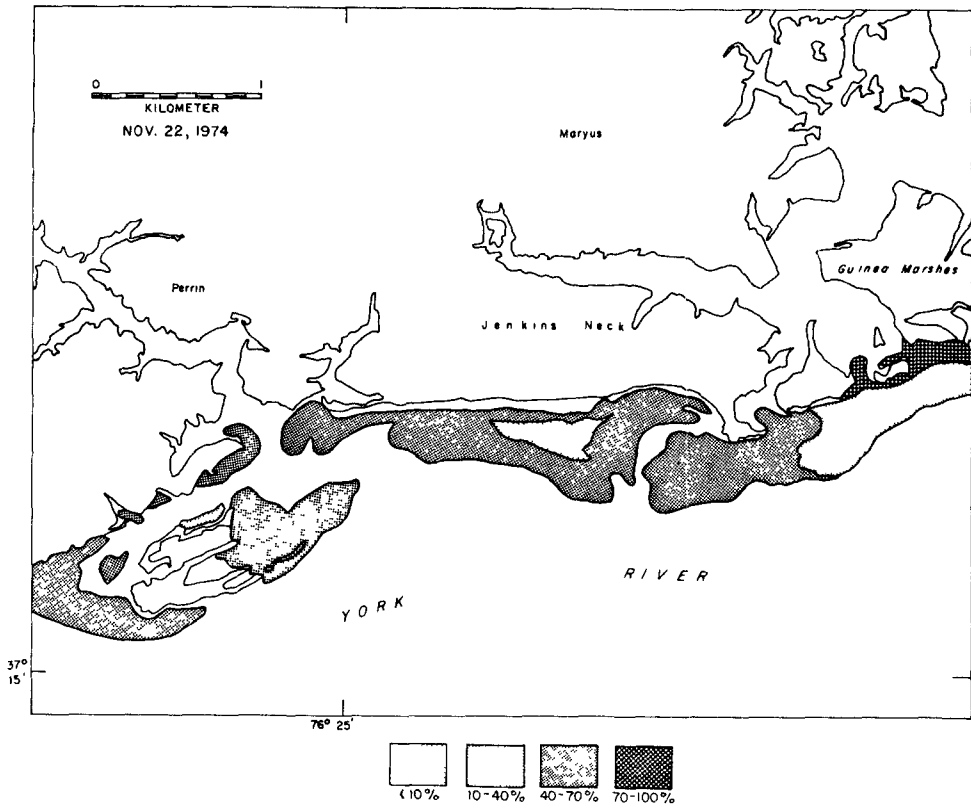 0 1
KILOMETER
NOV. 22, 1974
Maryus
Perrin
Guinea Marshes
Jenkins Neck
YORK RIVER
37°
15'
76° 25'
<10% 10-40% 40-70% 70-100%